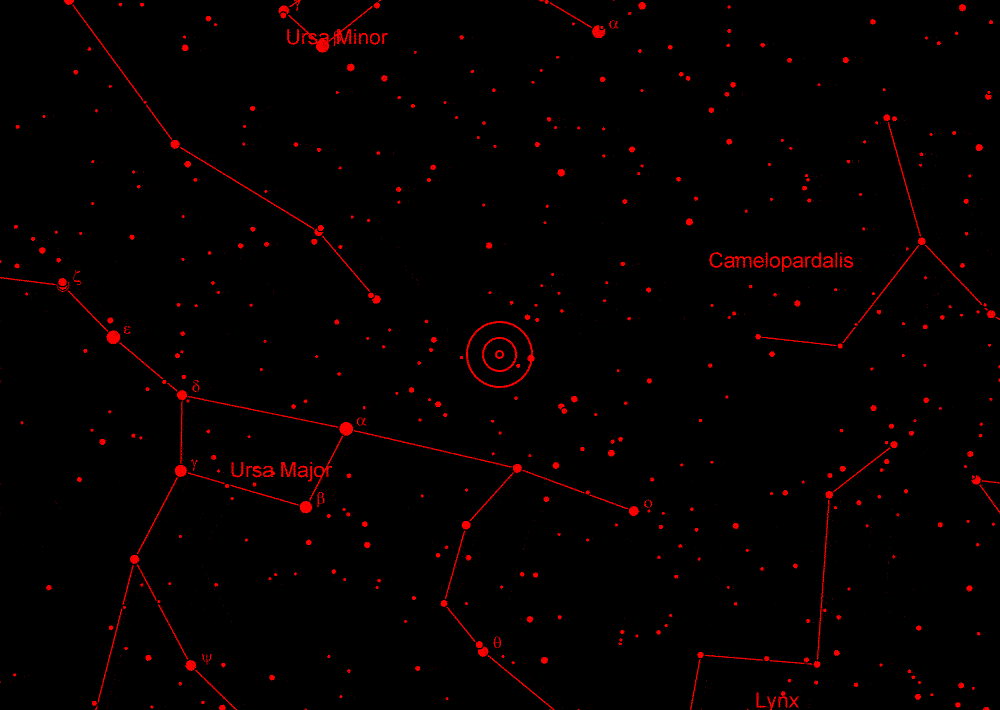 γ
α
Ursa Minor
Camelopardalis
ζ
ε
δ
α
γ
Ursa Major
β
ο
θ
ψ
Lynx